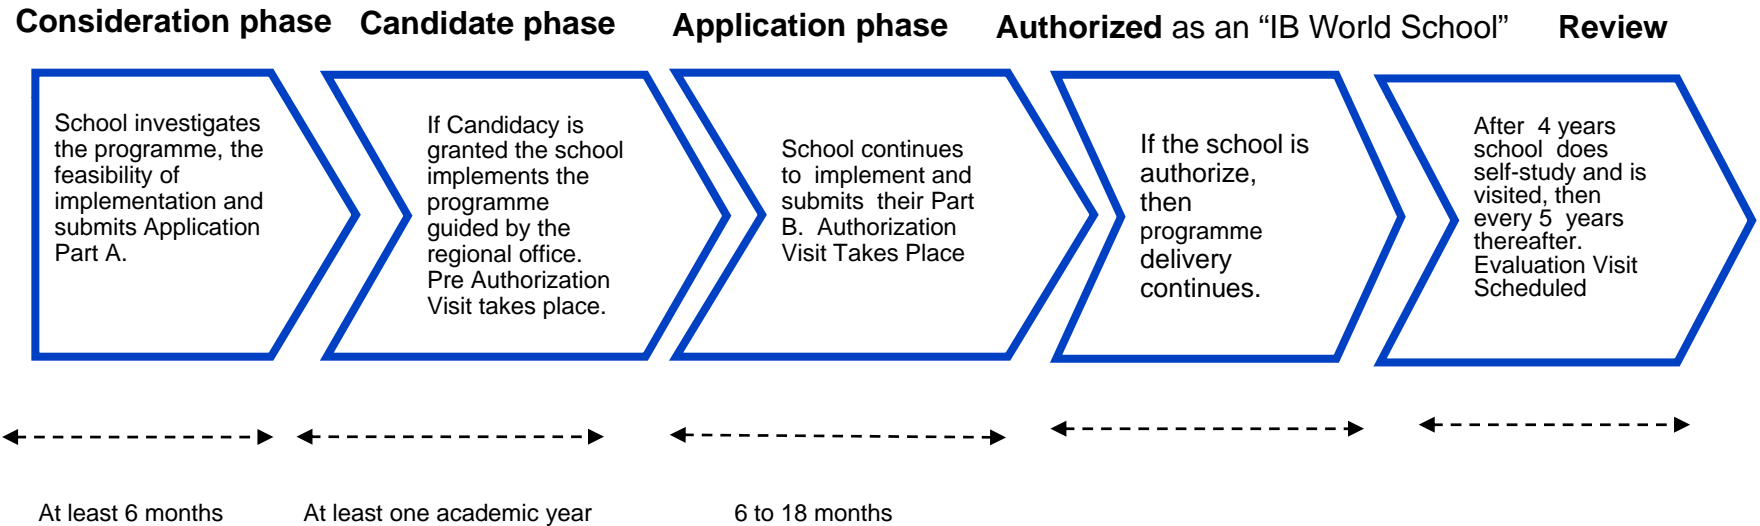 Consideration phase
Candidate phase
Application phase
Authorized as an “IB World School”
Review
School investigates
the programme, the
feasibility of
implementation and
submits Application
Part A.
If Candidacy is
granted the school
implements the
programme
guided by the
regional office.
Pre Authorization
Visit takes place.
School continues
to implement and
submits their Part
B. Authorization
Visit Takes Place
If the school is
authorize,
then
programme
delivery
continues.
After 4 years
school does
self-study and is
visited, then
every 5 years
thereafter.
Evaluation Visit
Scheduled
At least 6 months
At least one academic year
6 to 18 months